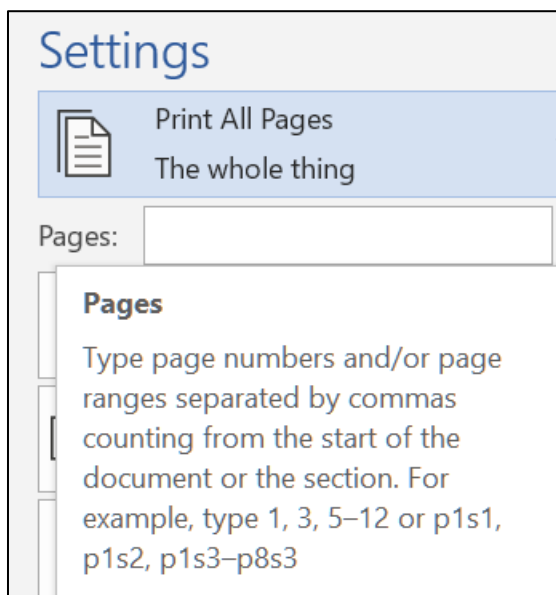 Settings
Print All Pages
The whole thing
Pages:
Pages
Type page numbers and/or page
ranges separated by commas
counting from the start of the
document or the section. For
example, type 1, 3, 5–12 or p1s1,
p1s2, p1s3–p8s3